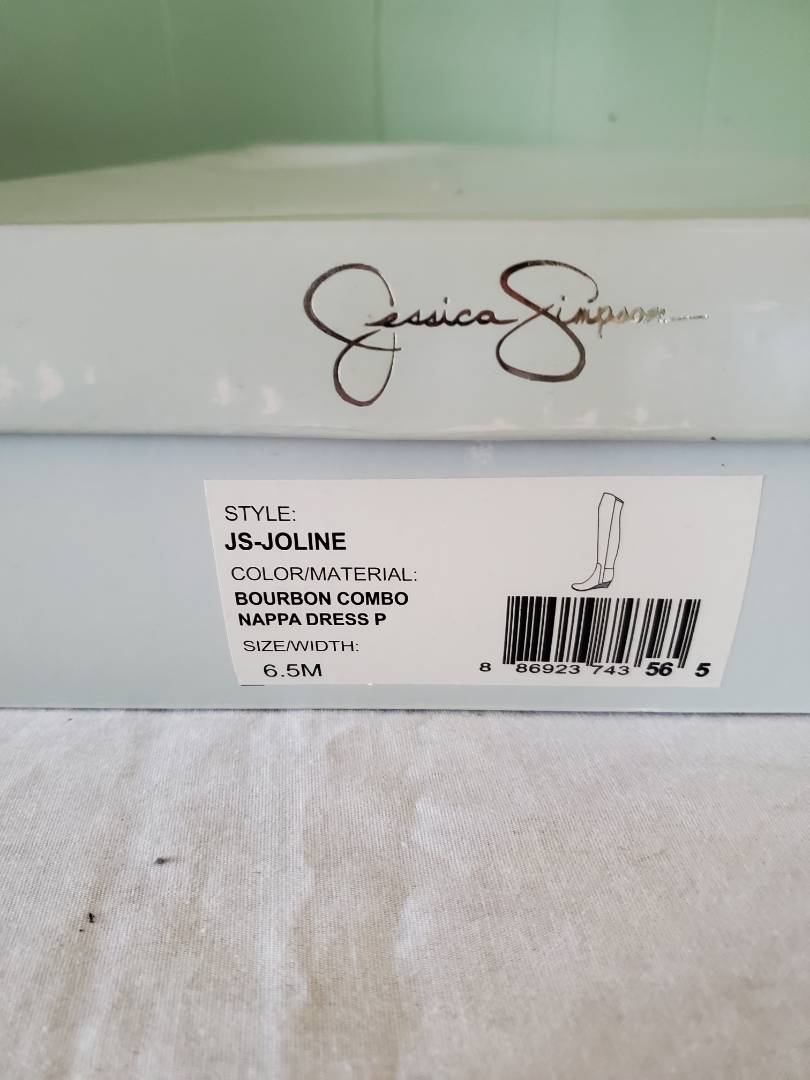 Jessica Simpson
STYLE:
JS-JOLINE
COLOR/MATERIAL:
BOURBON COMBO
NAPPA DRESS P
SIZE/WIDTH:
6.5M
8 86923 743 56 5